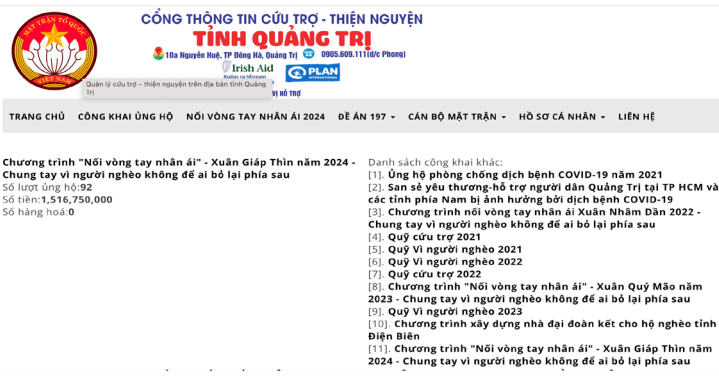 MẶT TRẬN TỔ QUỐC
VIỆT NAM
CỔNG THÔNG TIN CỨU TRỢ - THIỆN NGUYỆN
TỈNH QUẢNG TRỊ
10a Nguyễn Huệ, TP Đông Hà, Quảng Trị 0905.609.111(đ/c Phong)
Irish Aid
PLAN
INTERNATIONAL
Quản lý cứu trợ – thiện nguyện trên địa bàn tỉnh Quảng
Trị
VỊ HỖ TRỢ
TRANG CHỦ CÔNG KHAI ỦNG HỘ NỐI VÒNG TAY NHÂN ÁI 2024 ĐỀ ÁN 197 CÁN BỘ MẶT TRẬN HỒ SƠ CÁ NHÂN LIÊN HỆ
Chương trình "Nối vòng tay nhân ái" - Xuân Giáp Thìn năm 2024 -
Chung tay vì người nghèo không để ai bỏ lại phía sau
Số lượt ủng hộ:92
Số tiền:1,516,750,000
Số hàng hoá:0
Danh sách công khai khác:
[1]. Ủng hộ phòng chống dịch bệnh COVID-19 năm 2021
[2]. San sẻ yêu thương-hỗ trợ người dân Quảng Trị tại TP HCM và
các tỉnh phía Nam bị ảnh hưởng bởi dịch bệnh COVID-19
[3]. Chương trình nối vòng tay nhân ái Xuân Nhâm Dần 2022 -
Chung tay vì người nghèo không để ai bỏ lại phía sau
[4]. Quỹ cứu trợ 2021
[5]. Quỹ Vì người nghèo 2021
[6]. Quỹ Vì người nghèo 2022
[7]. Quỹ cứu trợ 2022
[8]. Chương trình "Nối vòng tay nhân ái" - Xuân Quý Mão năm
2023 - Chung tay vì người nghèo không để ai bỏ lại phía sau
[9]. Quỹ Vì người nghèo 2023
[10]. Chương trình xây dựng nhà đại đoàn kết cho hộ nghèo tỉnh
Điện Biên
[11]. Chương trình "Nối vòng tay nhân ái" - Xuân Giáp Thìn năm
2024 - Chung tay vì người nghèo không để ai bỏ lại phía sau